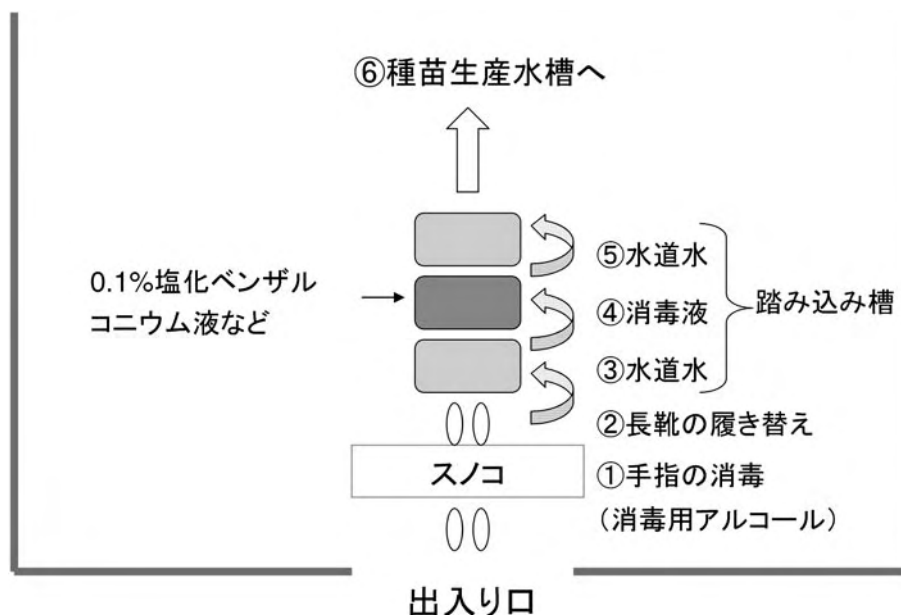 ⑥種苗生産水槽へ
0.1%塩化ベンザル
コニウム液など
⑤水道水
④消毒液
③水道水
踏み込み槽
②長靴の履き替え
スノコ
①手指の消毒
(消毒用アルコール)
出入り口